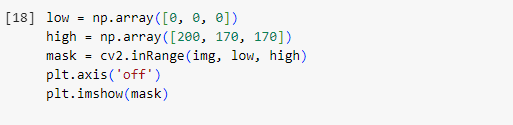 [18] low = np.array([0, 0, 0])
high = np.array([200, 170, 170])
mask = cv2.inRange(img, low, high)
plt.axis('off')
plt.imshow(mask)